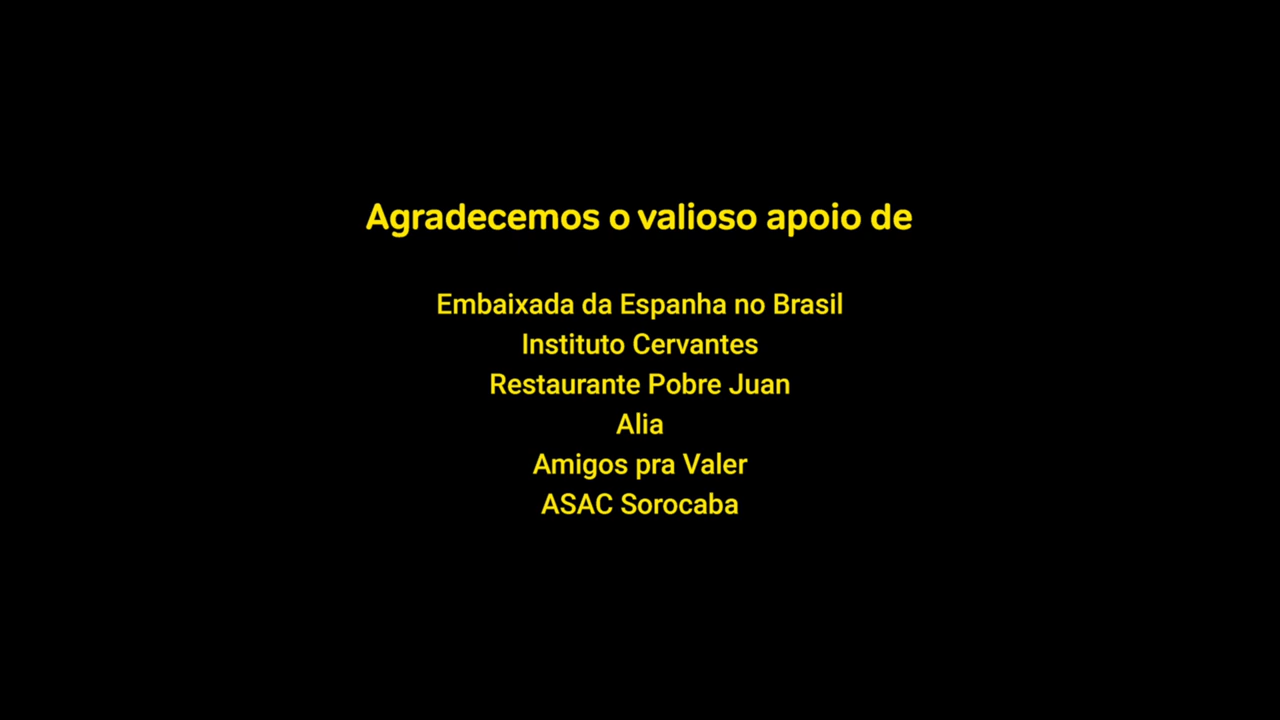 Agradecemos o valioso apoio de
Embaixada da Espanha no Brasil
Instituto Cervantes
Restaurante Pobre Juan
Alia
Amigos pra Valer
ASAC Sorocaba